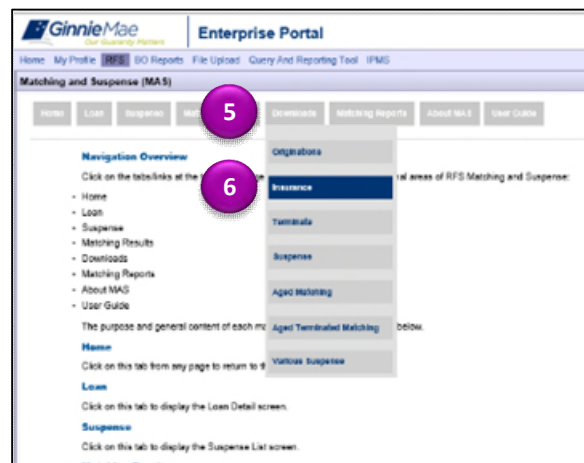 GinnieMae
Our Guaranty Matters
Enterprise Portal
Home My Profile RFS BO Reports File Upload Query And Reporting Tool IPMS
Matching and Suspense (MAS)
Home Loan Suspense 5 Downloads Matching Reports About MAS User Guide
Originations
Navigation Overview
Click on the tabs/links at the al areas of RFS Matching and Suspense:
6 Insurance
Home
Loan
Terminate
Suspense
Matching Results
Suspense
Downloads
Matching Reports
Aged Matching
About MAS
User Guide
The purpose and general content of each ma below.
Aged Terminated Matching
Home
Click on this tab from any page to return to th
Various Suspense
Loan
Click on this tab to display the Loan Detail screen.
Suspense
Click on this tab to display the Suspense List screen.